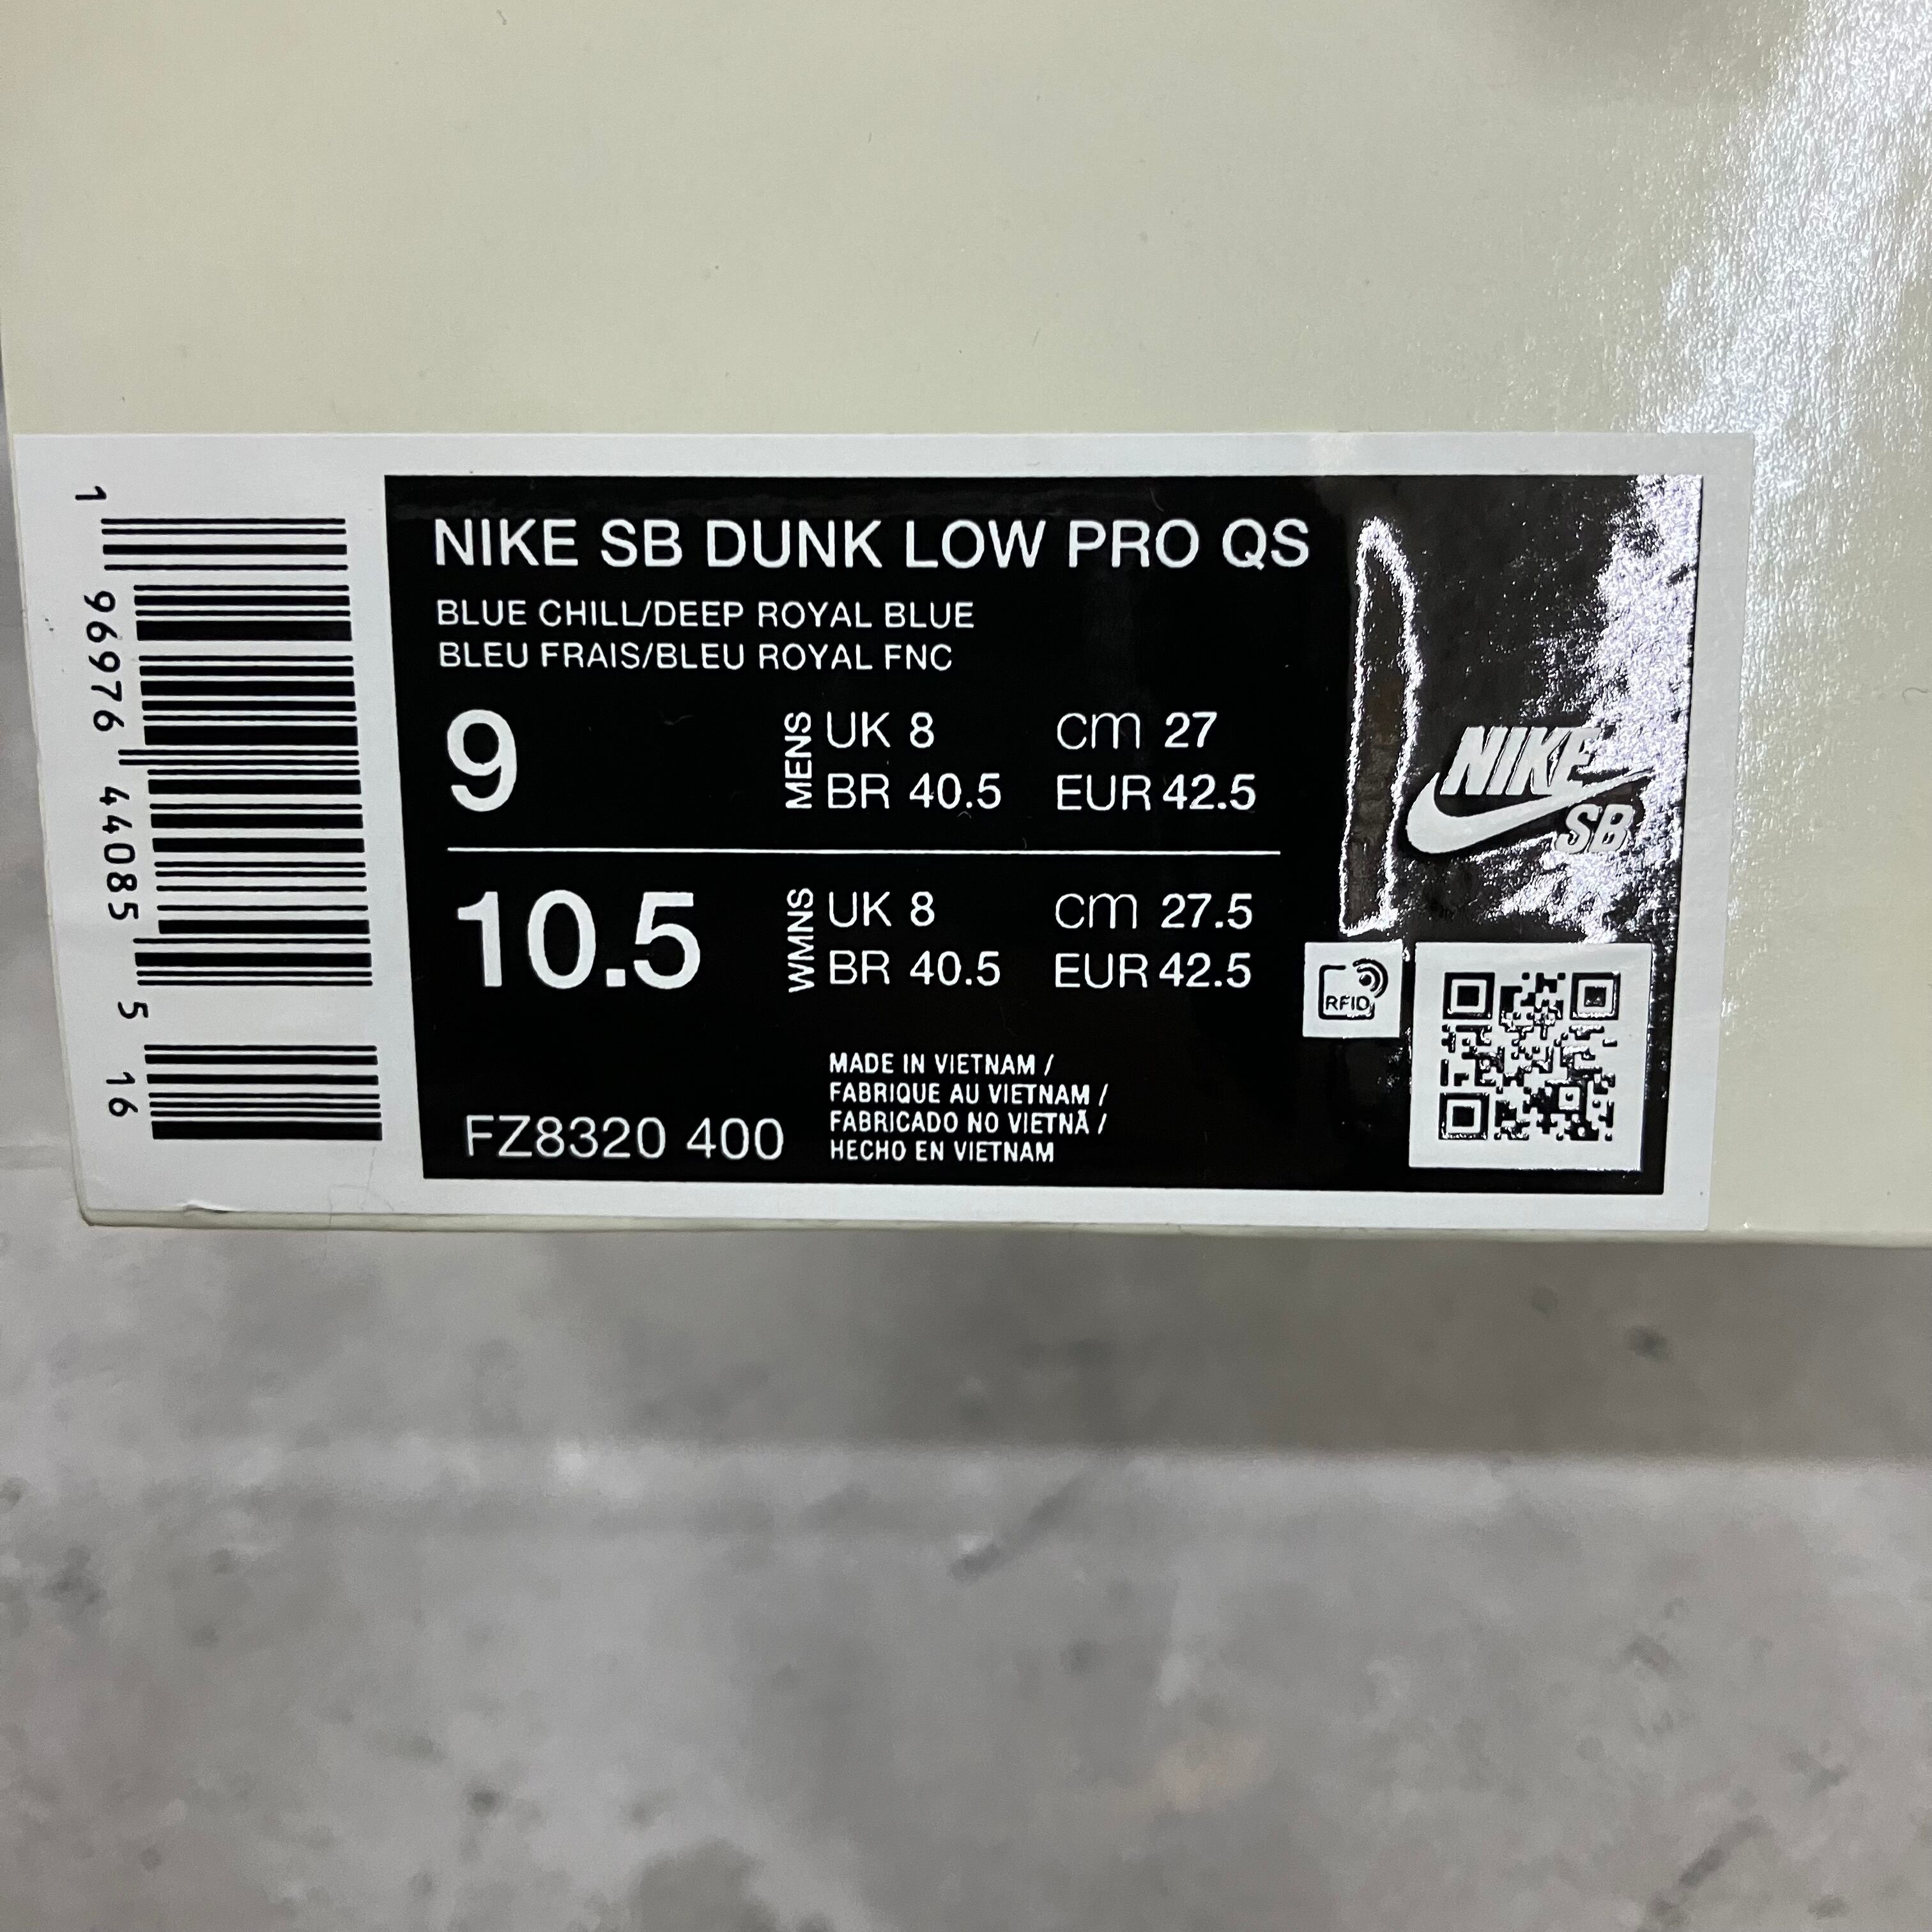 NIKE SB DUNK LOW PRO QS
BLUE CHILL/DEEP ROYAL BLUE
BLEU FRAIS/BLEU ROYAL FNC
9
MENS
UK 8 cm 27
BR 40.5 EUR 42.5
10.5
WMNS
UK 8 cm 27.5
BR 40.5 EUR 42.5
FZ8320 400
MADE IN VIETNAM /
FABRIQUE AU VIETNAM /
FABRICADO NO VIETNÃ /
HECHO EN VIETNAM
NIKE
SB
RFID
1 96976 44085 5 16